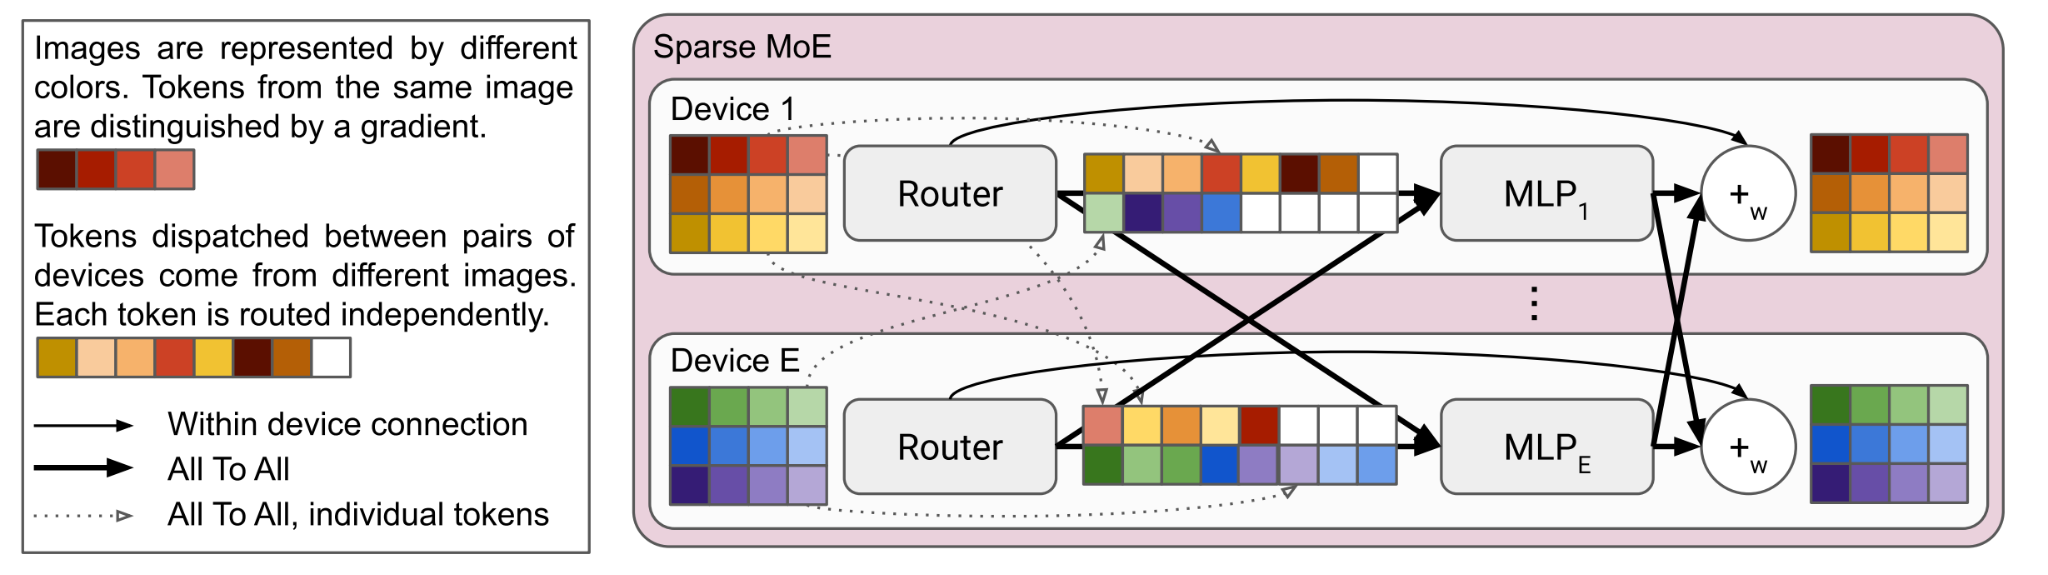 Images are represented by different
colors. Tokens from the same image
are distinguished by a gradient.
Tokens dispatched between pairs of
devices come from different images.
Each token is routed independently.
Within device connection
All To All
All To All, individual tokens
Sparse MoE
Device 1
Router
MLP1
+w
⋮
Device E
Router
MLPE
+w